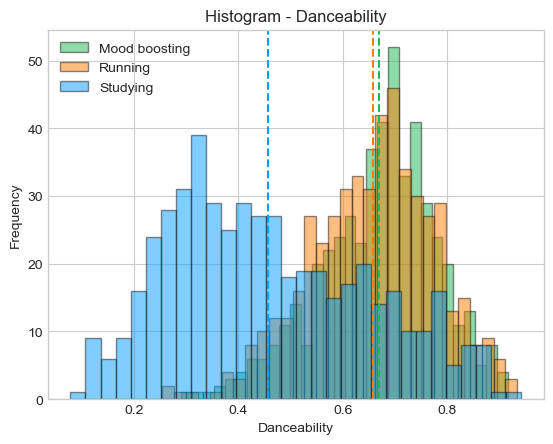 Histogram - Danceability
Mood boosting
Running
Studying
Frequency
50
40
30
20
10
0
0.2 0.4 0.6 0.8
Danceability